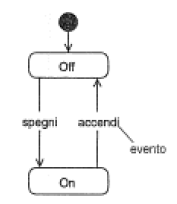 Off
spegni accendi
evento
On